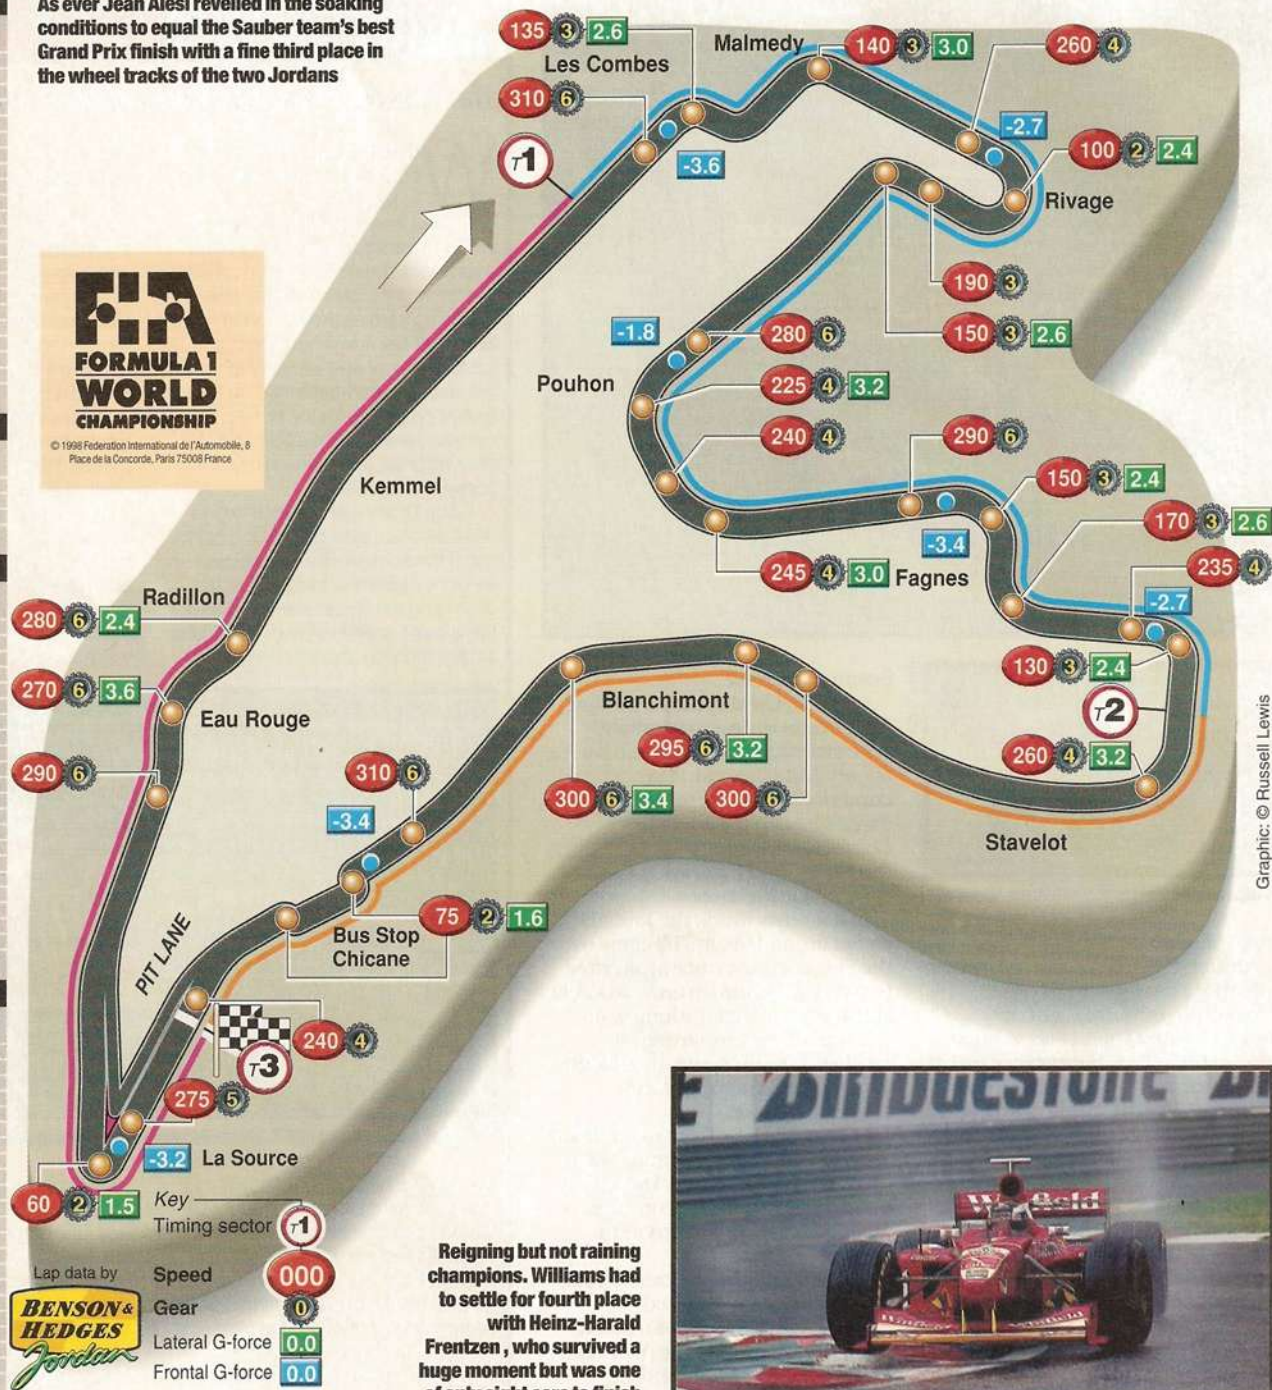 As ever Jean Alesi revelled in the soaking
conditions to equal the Sauber team's best
Grand Prix finish with a fine third place in
the wheel tracks of the two Jordans
135 3 2.6
Les Combes
310 6
T1
-3.6
Malmedy
140 3 3.0
260 4
-2.7
100 2 2.4
Rivage
190 3
150 3 2.6
FIA
FORMULA 1
WORLD
CHAMPIONSHIP
© 1998 Federation International de l'Automobile, 8
Place de la Concorde, Paris 75008 France
-1.8
280 6
Pouhon
225 4 3.2
240 4
290 6
150 3 2.4
170 3 2.6
-3.4
245 4 3.0
Fagnes
235 4
-2.7
130 3 2.4
T2
260 4 3.2
Stavelot
Kemmel
Radillon
280 6 2.4
270 6 3.6
Eau Rouge
290 6
Blanchimont
295 6 3.2
300 6 3.4
300 6
310 6
-3.4
75 2 1.6
Bus Stop
Chicane
PIT LANE
240 4
T3
275 5
-3.2
La Source
60 2 1.5
Key
Timing sector T1
Speed 000
Gear 0
Lateral G-force 0.0
Frontal G-force 0.0
Lap data by
BENSON &
HEDGES
Jordan
Graphic: © Russell Lewis
Reigning but not raining
champions. Williams had
to settle for fourth place
with Heinz-Harald
Frentzen , who survived a
huge moment but was one
of only eight cars to finish
BRIDGESTONE
Winfield